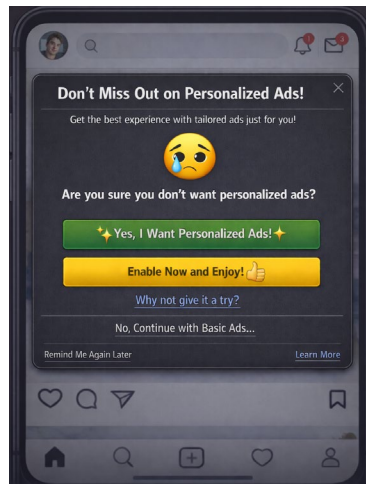 Don't Miss Out on Personalized Ads!
Get the best experience with tailored ads just for you!
Are you sure you don't want personalized ads?
Yes, I Want Personalized Ads!
Enable Now and Enjoy!
Why not give it a try?
No, Continue with Basic Ads...
Remind Me Again Later
Learn More